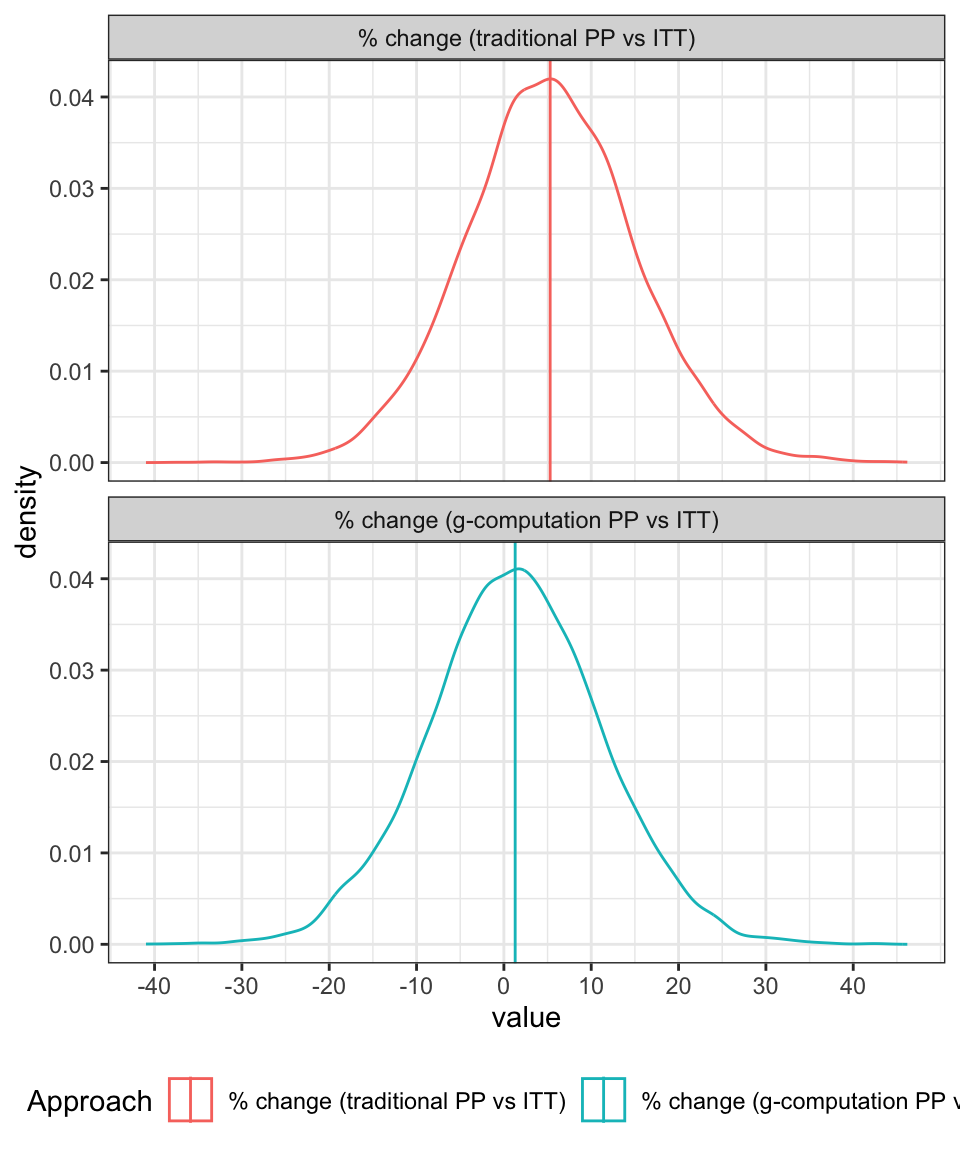 % change (traditional PP vs ITT)
0.04
0.03
0.02
0.01
0.00
density
% change (g-computation PP vs ITT)
0.04
0.03
0.02
0.01
0.00
-40 -30 -20 -10 0 10 20 30 40
value
Approach % change (traditional PP vs ITT) % change (g-computation PP